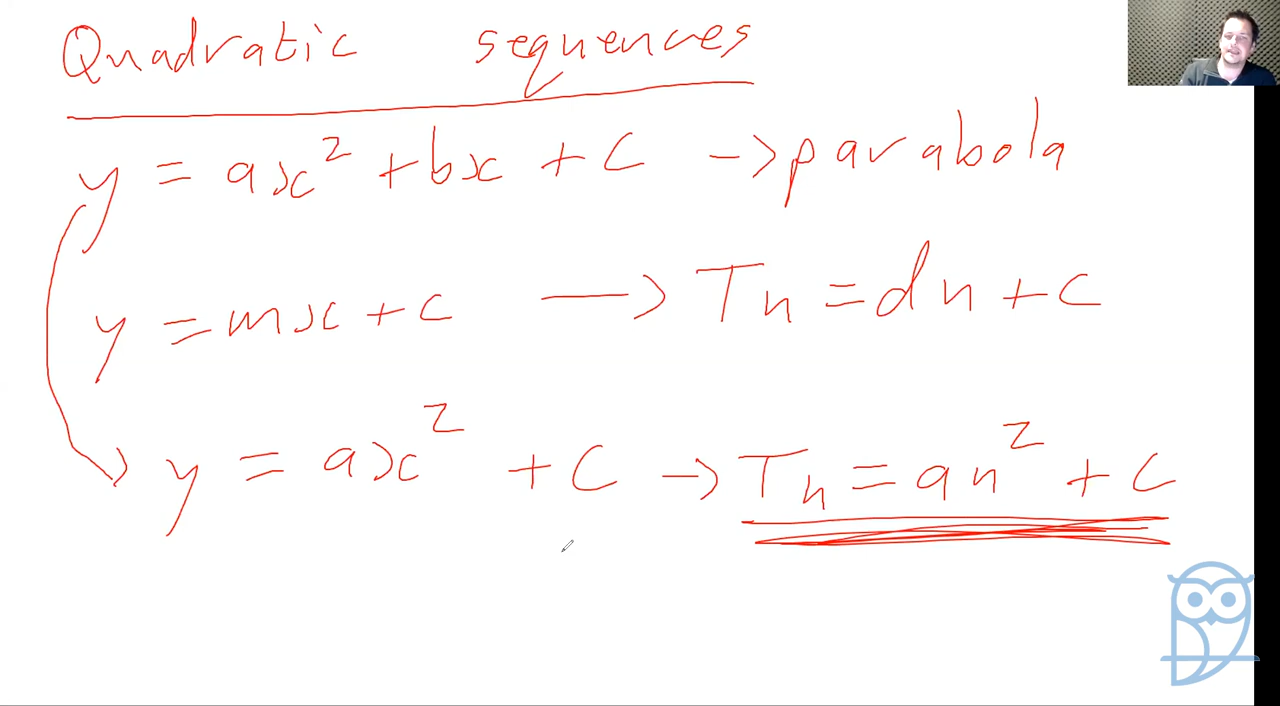 Quadratic sequences
y = ax² + bx + c → parabola
y = mx + c → Tn = dn + c
y = ax² + c → Tn = an² + c